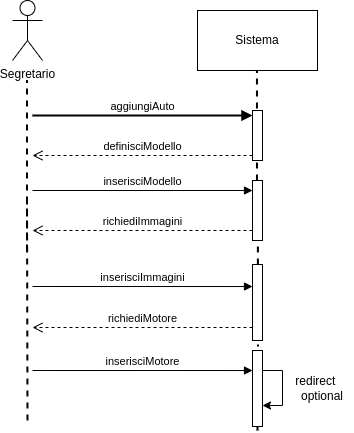 Sistema
Segretario
aggiungiAuto
definisciModello
inserisciModello
richiediImmagini
inserisciImmagini
richiediMotore
inserisciMotore
redirect
optional